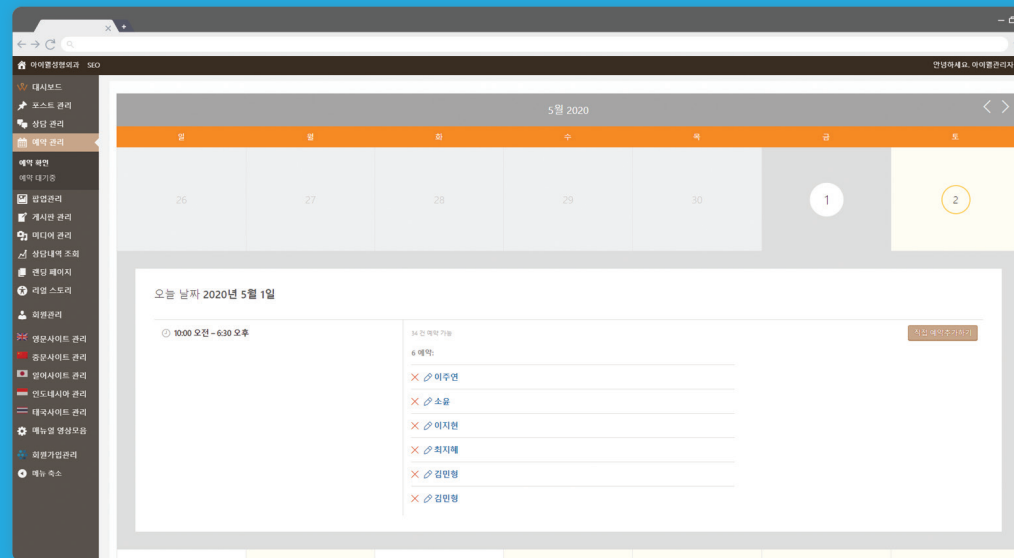 아이멜성형외과 SEO
안녕하세요, 아이멜관리자
대시보드
포스트 관리
상담 관리
예약 관리
예약 확인
예약 대기중
팝업관리
게시판 관리
미디어 관리
상담내역 조회
랜딩 페이지
리얼 스토리
회원관리
영문사이트 관리
중문사이트 관리
일어사이트 관리
인도네시아 관리
태국사이트 관리
메뉴얼 영상모음
회원가입관리
메뉴 축소
5월 2020
일 월 화 수 목 금 토
26 27 28 29 30 1 2
오늘 날짜 2020년 5월 1일
10:00 오전 – 6:30 오후
34 건 예약 가능
직접 예약추가하기
6 예약:
이주연
소윤
이지현
최지혜
김민형
김민형